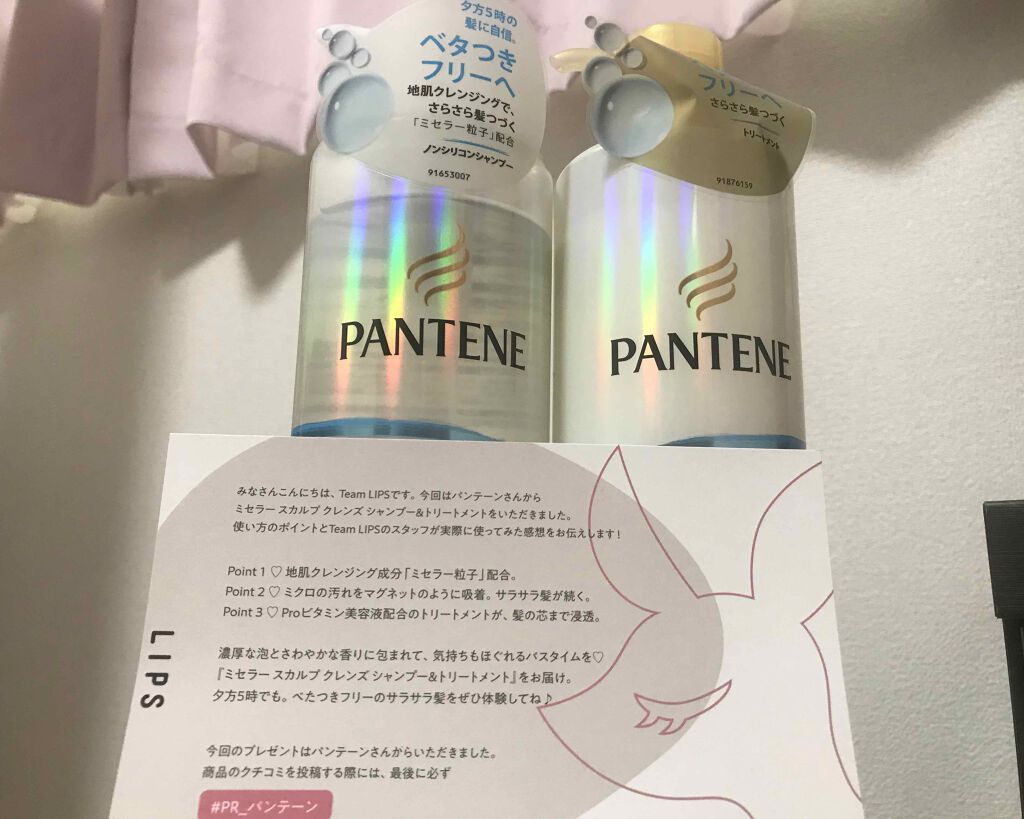 夕方5時の
髪に自信。
ベタつき
フリーへ
地肌クレンジングで、
さらさら髪つづく
「ミセラー粒子」配合
ノンシリコンシャンプー
91653007
フリーへ
さらさら髪つづく
トリートメント
91876159
PANTENE
PANTENE
みなさんこんにちは、Team LIPSです。今回はパンテーンさんから
ミセラー スカルプ クレンズ シャンプー&トリートメントをいただきました。
使い方のポイントとTeam LIPSのスタッフが実際に使ってみた感想をお伝えします!
Point 1 ♡ 地肌クレンジング成分「ミセラー粒子」配合。
Point 2 ♡ ミクロの汚れをマグネットのように吸着。サラサラ髪が続く。
Point 3 ♡ Proビタミン美容液配合のトリートメントが、髪の芯まで浸透。
濃厚な泡とさわやかな香りに包まれて、気持ちもほぐれるバスタイムを♡
『ミセラー スカルプ クレンズ シャンプー&トリートメント』をお届け。
夕方5時でも。べたつきフリーのサラサラ髪をぜひ体験してね♪
今回のプレゼントはパンテーンさんからいただきました。
商品のクチコミを投稿する際には、最後に必ず
#PR_パンテーン
LIPS